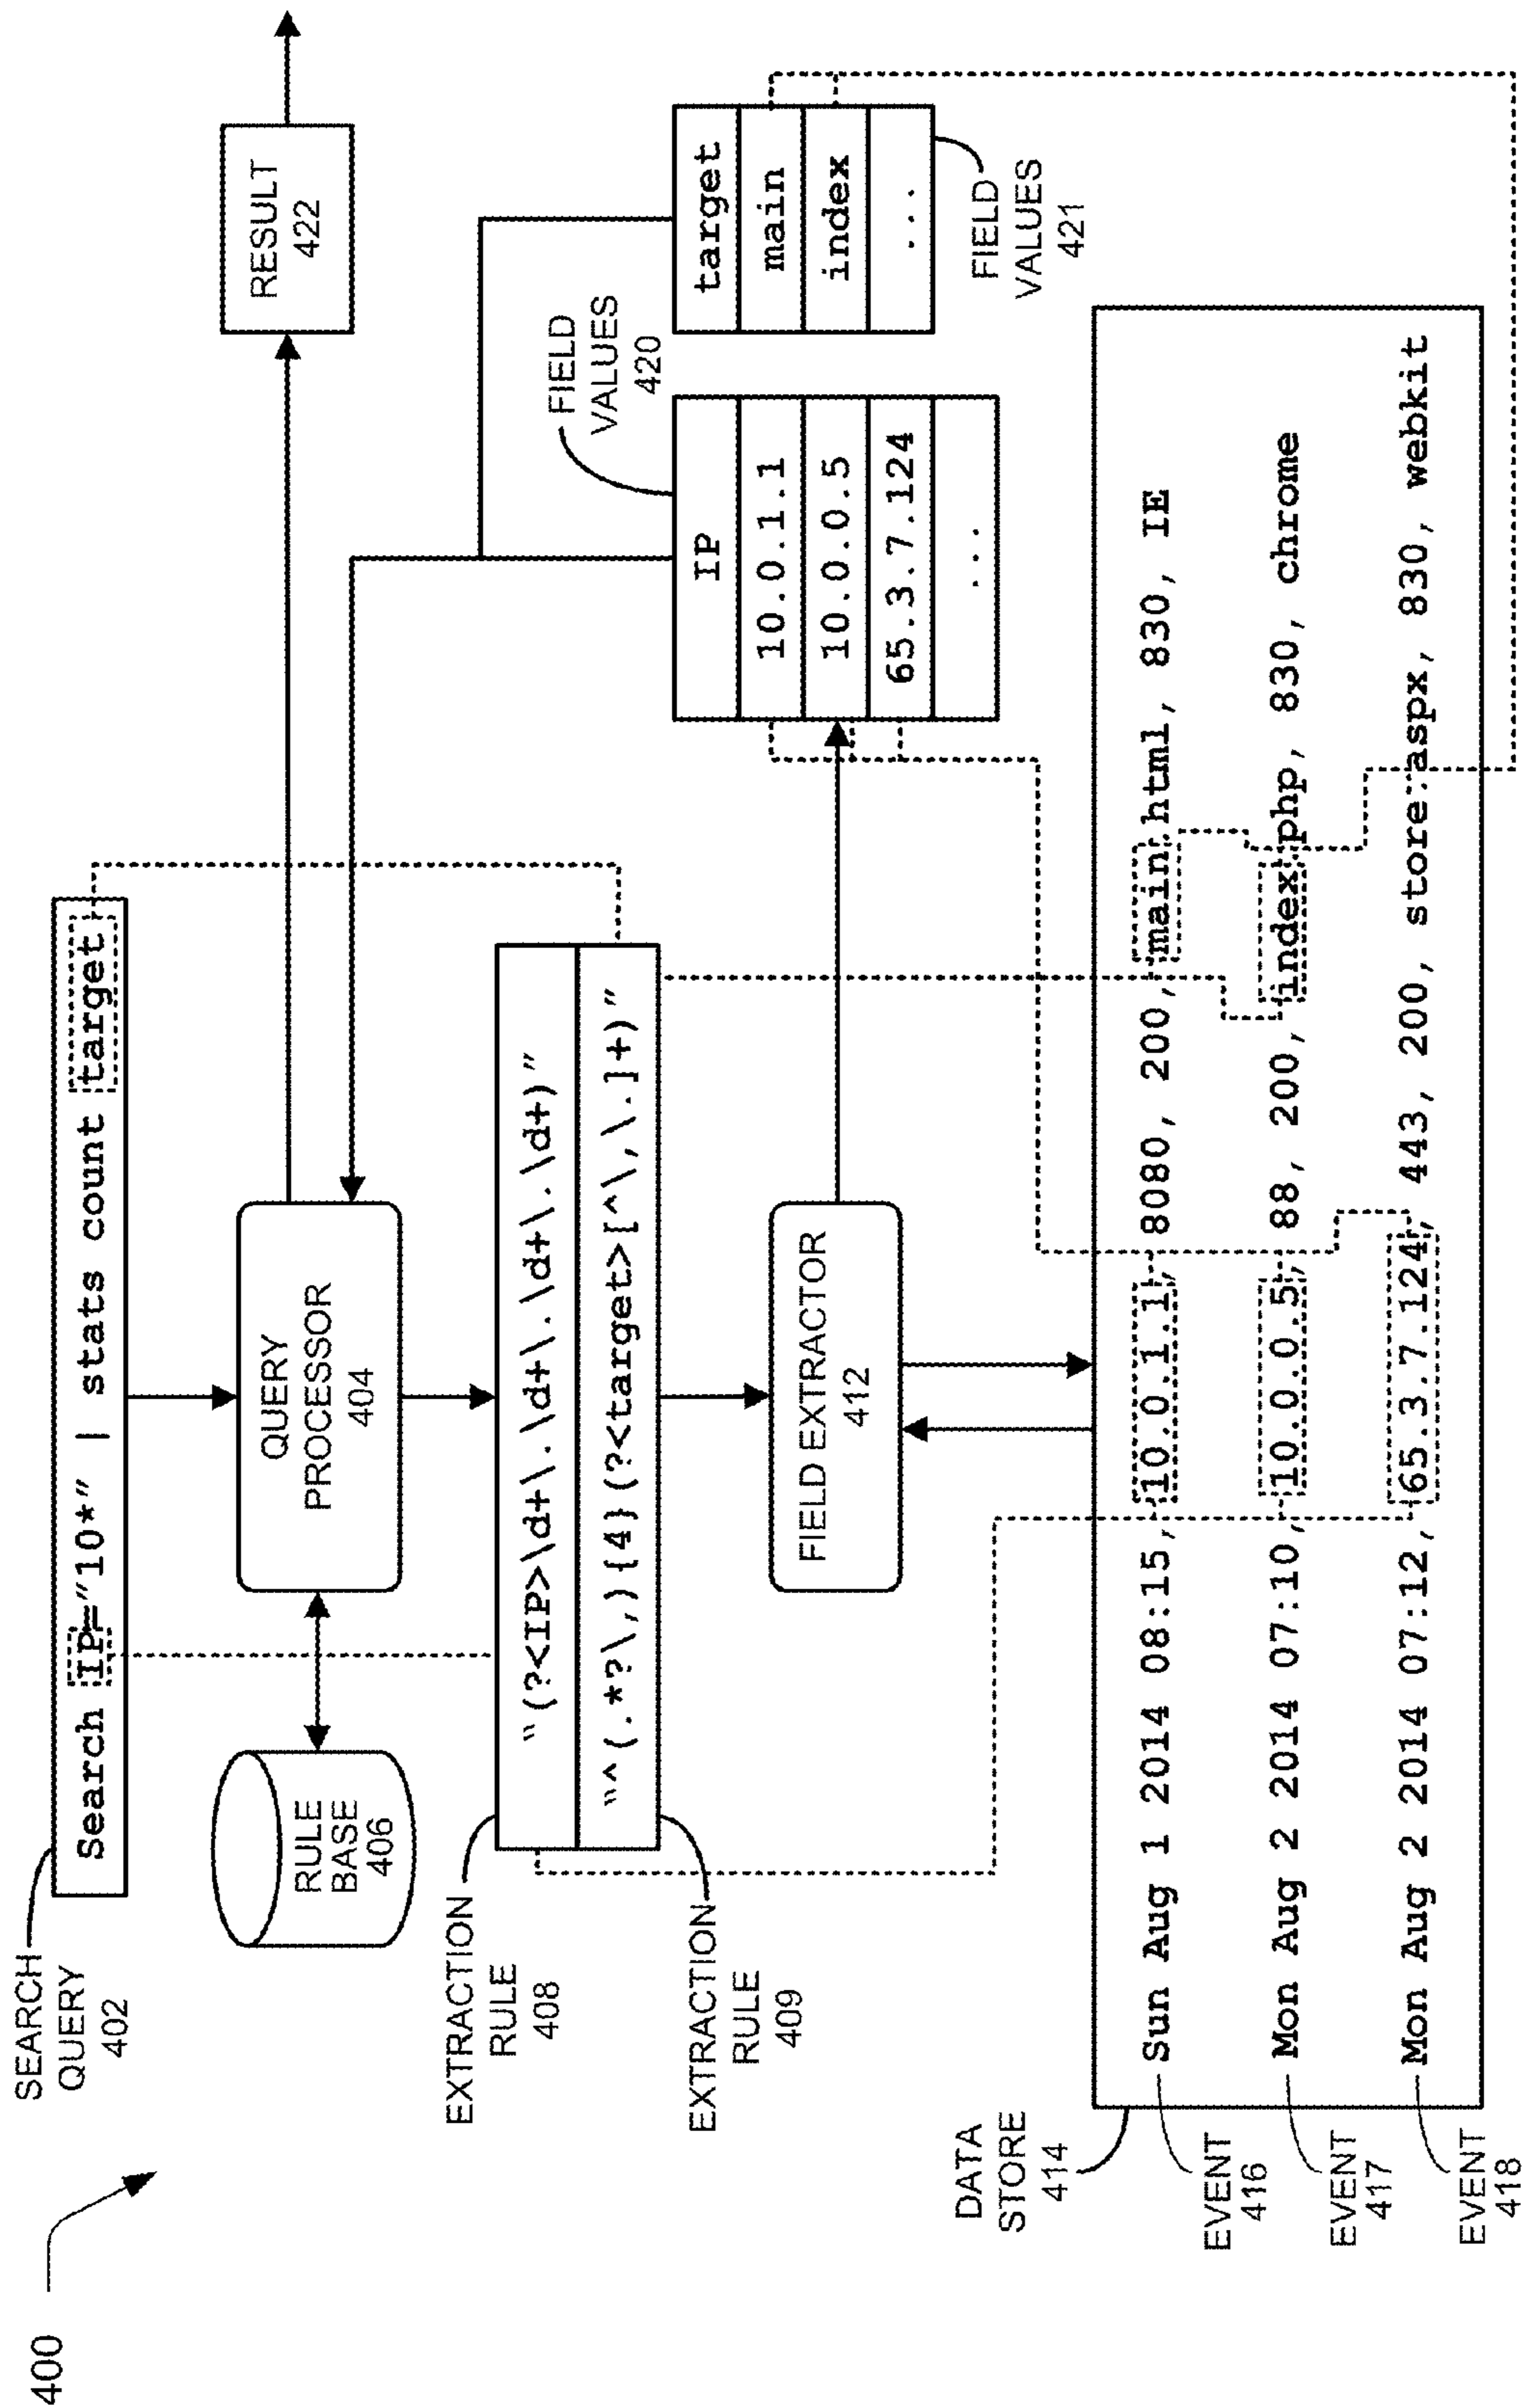 400
SEARCH
QUERY
402
Search IP="10*" | stats count target
RULE
BASE
406
QUERY
PROCESSOR
404
RESULT
422
EXTRACTION
RULE
408
"(?<IP>\d+\.\d+\.\d+\.\d+)"
"^(.*?\,){4}(?<target>[^\,\.]+)"
EXTRACTION
RULE
409
FIELD EXTRACTOR
412
FIELD
VALUES
420
IP
10.0.1.1
10.0.0.5
65.3.7.124
...
target
main
index
...
FIELD
VALUES
421
DATA
STORE
414
EVENT
416
Sun Aug 1 2014 08:15, 10.0.1.1, 8080, 200, main.html, 830, IE
EVENT
417
Mon Aug 2 2014 07:10, 10.0.0.5, 88, 200, index.php, 830, chrome
EVENT
418
Mon Aug 2 2014 07:12, 65.3.7.124, 443, 200, store.aspx, 830, webkit